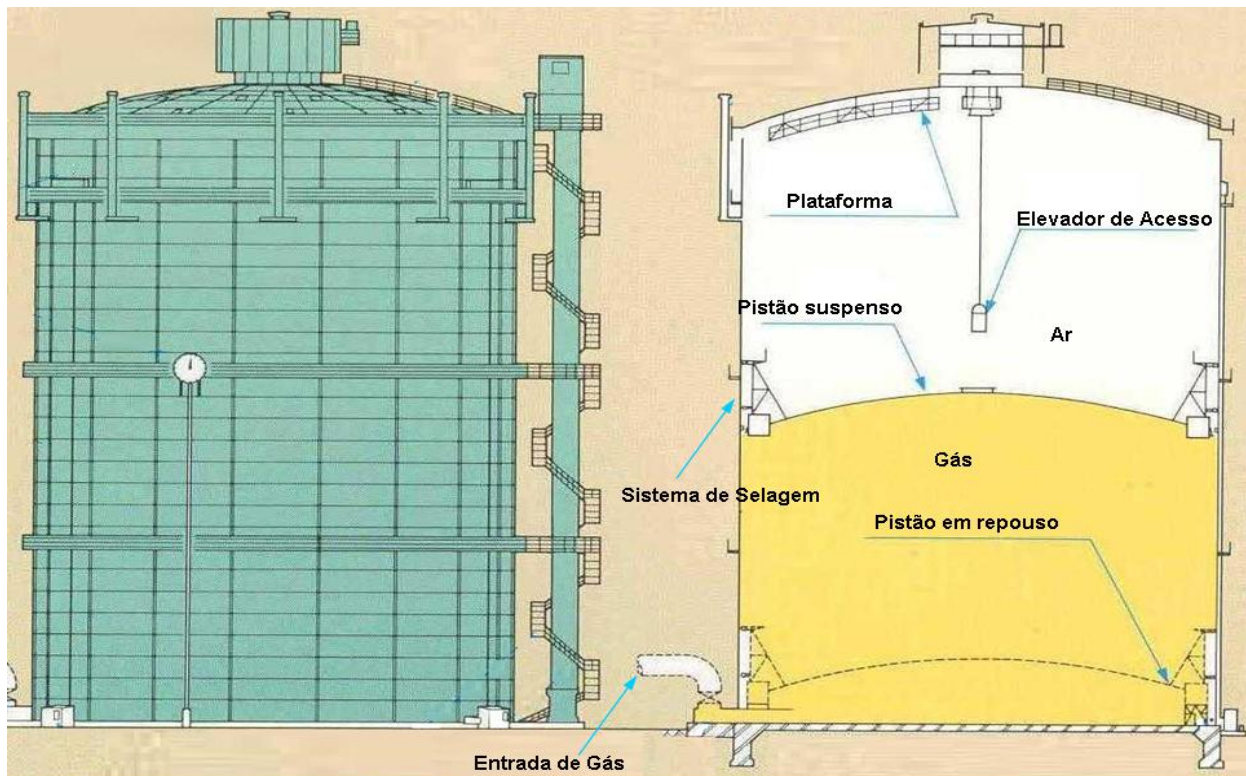 Plataforma
Elevador de Acesso
Pistão suspenso
Ar
Gás
Sistema de Selagem
Pistão em repouso
Entrada de Gás